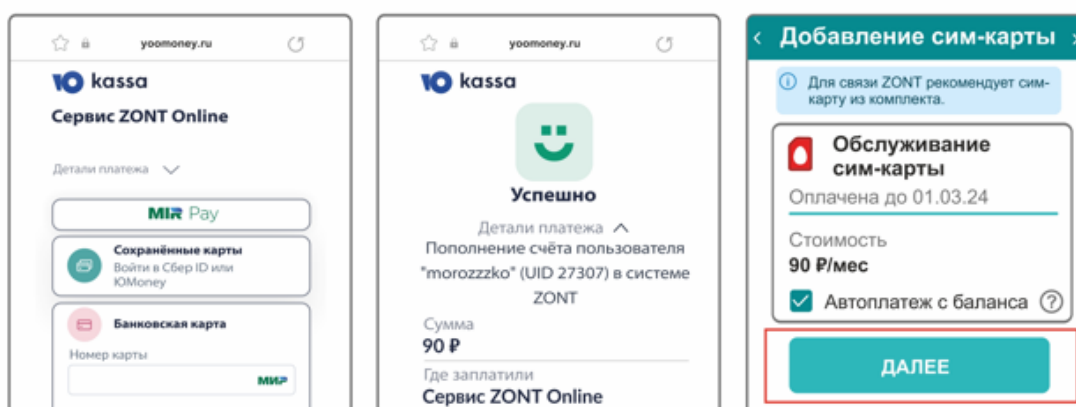 yoomoney.ru
Ю kassa
Сервис ZONT Online
Детали платежа
MIR Pay
Сохранённые карты
Войти в Сбер ID или
ЮMoney
Банковская карта
Номер карты
МИР
yoomoney.ru
Ю kassa
Успешно
Детали платежа
Пополнение счёта пользователя
"morozzzko" (UID 27307) в системе
ZONT
Сумма
90 ₽
Где заплатили
Сервис ZONT Online
< Добавление сим-карты >
Для связи ZONT рекомендует сим-
карту из комплекта.
Обслуживание
сим-карты
Оплачена до 01.03.24
Стоимость
90 ₽/мес
Автоплатеж с баланса ?
ДАЛЕЕ